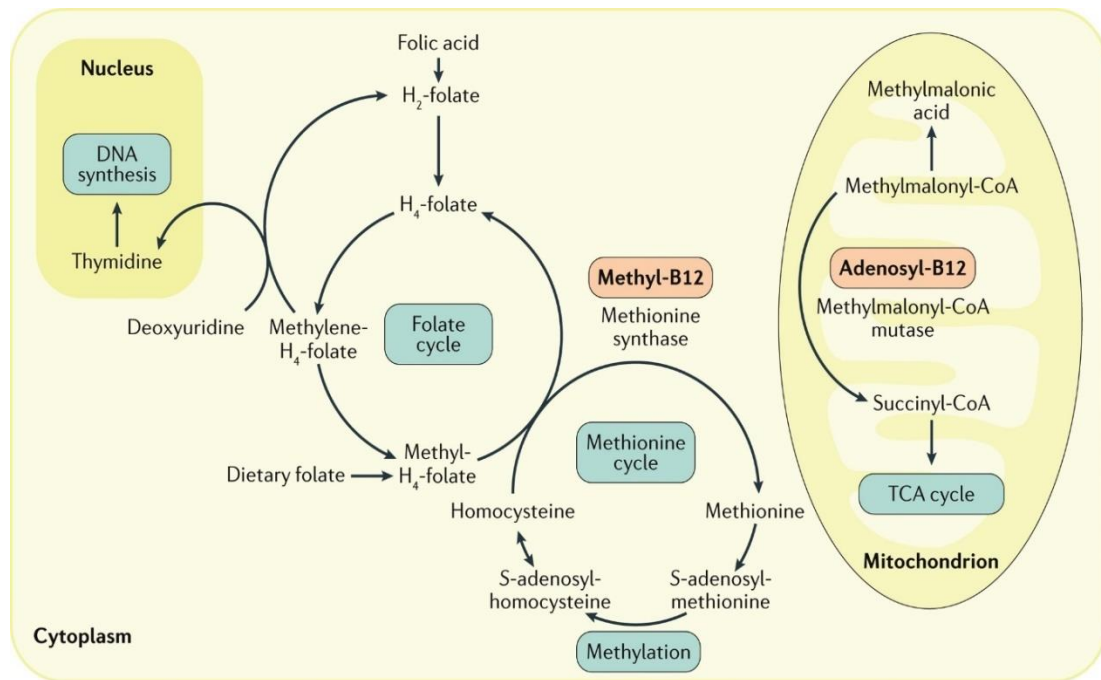 Nucleus
DNA
synthesis
Thymidine
Deoxyuridine
Folic acid
H₂-folate
H₄-folate
Methylene-
H₄-folate
Folate
cycle
Dietary folate
Methyl-
H₄-folate
Methyl-B12
Methionine
synthase
Methionine
cycle
Homocysteine
Methionine
S-adenosyl-
homocysteine
S-adenosyl-
methionine
Methylation
Cytoplasm
Methylmalonic
acid
Methylmalonyl-CoA
Adenosyl-B12
Methylmalonyl-CoA
mutase
Succinyl-CoA
TCA cycle
Mitochondrion